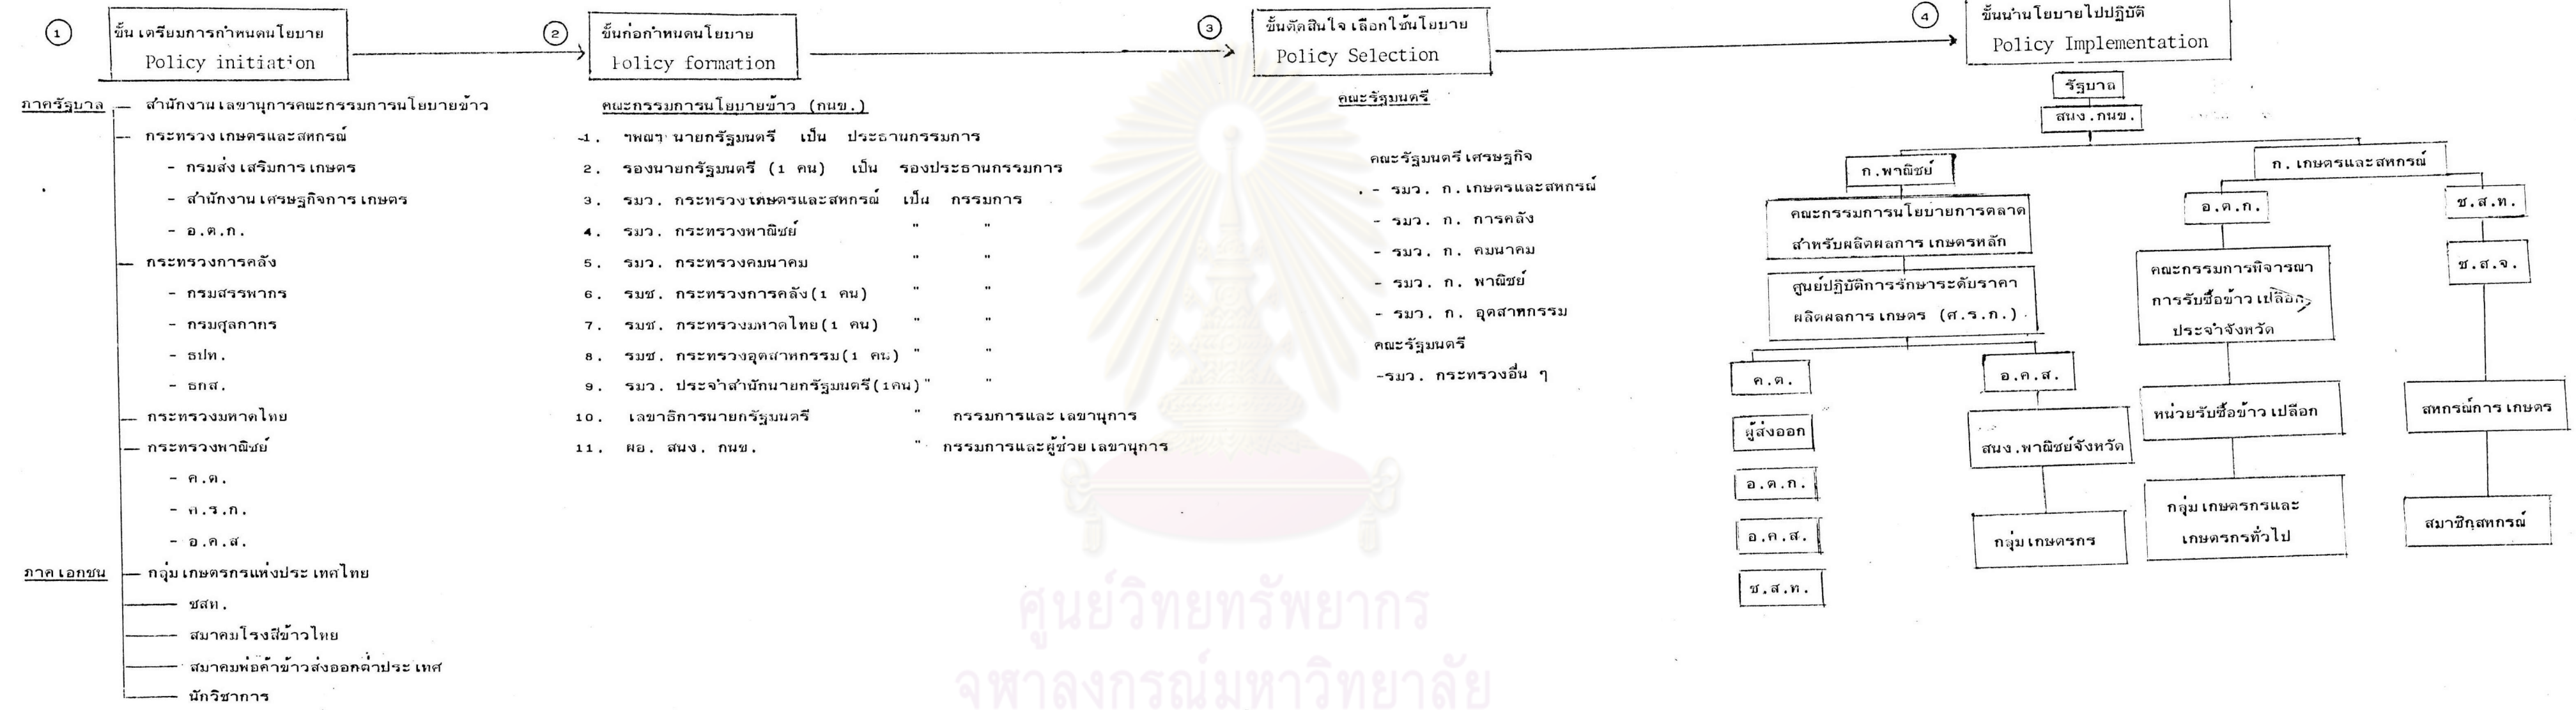 1
ขั้นเตรียมการกำหนดนโยบาย
Policy initiation
2
ขั้นก่อกำหนดนโยบาย
Policy formation
3
ขั้นตัดสินใจเลือกใช้นโยบาย
Policy Selection
4
ขั้นนำนโยบายไปปฏิบัติ
Policy Implementation
ภาครัฐบาล
สำนักงานเลขานุการคณะกรรมการนโยบายข้าว
กระทรวงเกษตรและสหกรณ์
- กรมส่งเสริมการเกษตร
- สำนักงานเศรษฐกิจการเกษตร
- อ.ต.ก.
กระทรวงการคลัง
- กรมสรรพากร
- กรมศุลกากร
- ธปท.
- ธกส.
กระทรวงมหาดไทย
กระทรวงพาณิชย์
- ค.ต.
- ศ.ร.ก.
- อ.ค.ส.
ภาคเอกชน
กลุ่มเกษตรกรแห่งประเทศไทย
ชสท.
สมาคมโรงสีข้าวไทย
สมาคมพ่อค้าข้าวส่งออกต่างประเทศ
นักวิชาการ
คณะกรรมการนโยบายข้าว (กนข.)
1. ฯพณฯ นายกรัฐมนตรี เป็น ประธานกรรมการ
2. รองนายกรัฐมนตรี (1 คน) เป็น รองประธานกรรมการ
3. รมว. กระทรวงเกษตรและสหกรณ์ เป็น กรรมการ
4. รมว. กระทรวงพาณิชย์ " "
5. รมว. กระทรวงคมนาคม " "
6. รมช. กระทรวงการคลัง(1 คน) " "
7. รมช. กระทรวงมหาดไทย(1 คน) " "
8. รมช. กระทรวงอุตสาหกรรม(1 คน) " "
9. รมว. ประจำสำนักนายกรัฐมนตรี(1คน)" "
10. เลขาธิการนายกรัฐมนตรี " กรรมการและเลขานุการ
11. ผอ. สนง. กนข. " กรรมการและผู้ช่วยเลขานุการ
คณะรัฐมนตรี
คณะรัฐมนตรีเศรษฐกิจ
- รมว. ก.เกษตรและสหกรณ์
- รมว. ก. การคลัง
- รมว. ก. คมนาคม
- รมว. ก. พาณิชย์
- รมว. ก. อุตสาหกรรม
คณะรัฐมนตรี
-รมว. กระทรวงอื่น ๆ
รัฐบาล
สนง.กนข.
ก.พาณิชย์
ก.เกษตรและสหกรณ์
คณะกรรมการนโยบายการตลาด
สำหรับผลิตผลการเกษตรหลัก
ศูนย์ปฏิบัติการรักษาระดับราคา
ผลิตผลการเกษตร (ศ.ร.ก.)
ค.ต.
ผู้ส่งออก
อ.ต.ก.
อ.ค.ส.
ช.ส.ท.
อ.ค.ส.
สนง.พาณิชย์จังหวัด
กลุ่มเกษตรกร
อ.ต.ก.
คณะกรรมการพิจารณา
การรับซื้อข้าวเปลือก
ประจำจังหวัด
หน่วยรับซื้อข้าวเปลือก
กลุ่มเกษตรกรและ
เกษตรกรทั่วไป
ช.ส.ท.
ช.ส.จ.
สหกรณ์การเกษตร
สมาชิกสหกรณ์
ศูนย์วิทยทรัพยากร
จุฬาลงกรณ์มหาวิทยาลัย